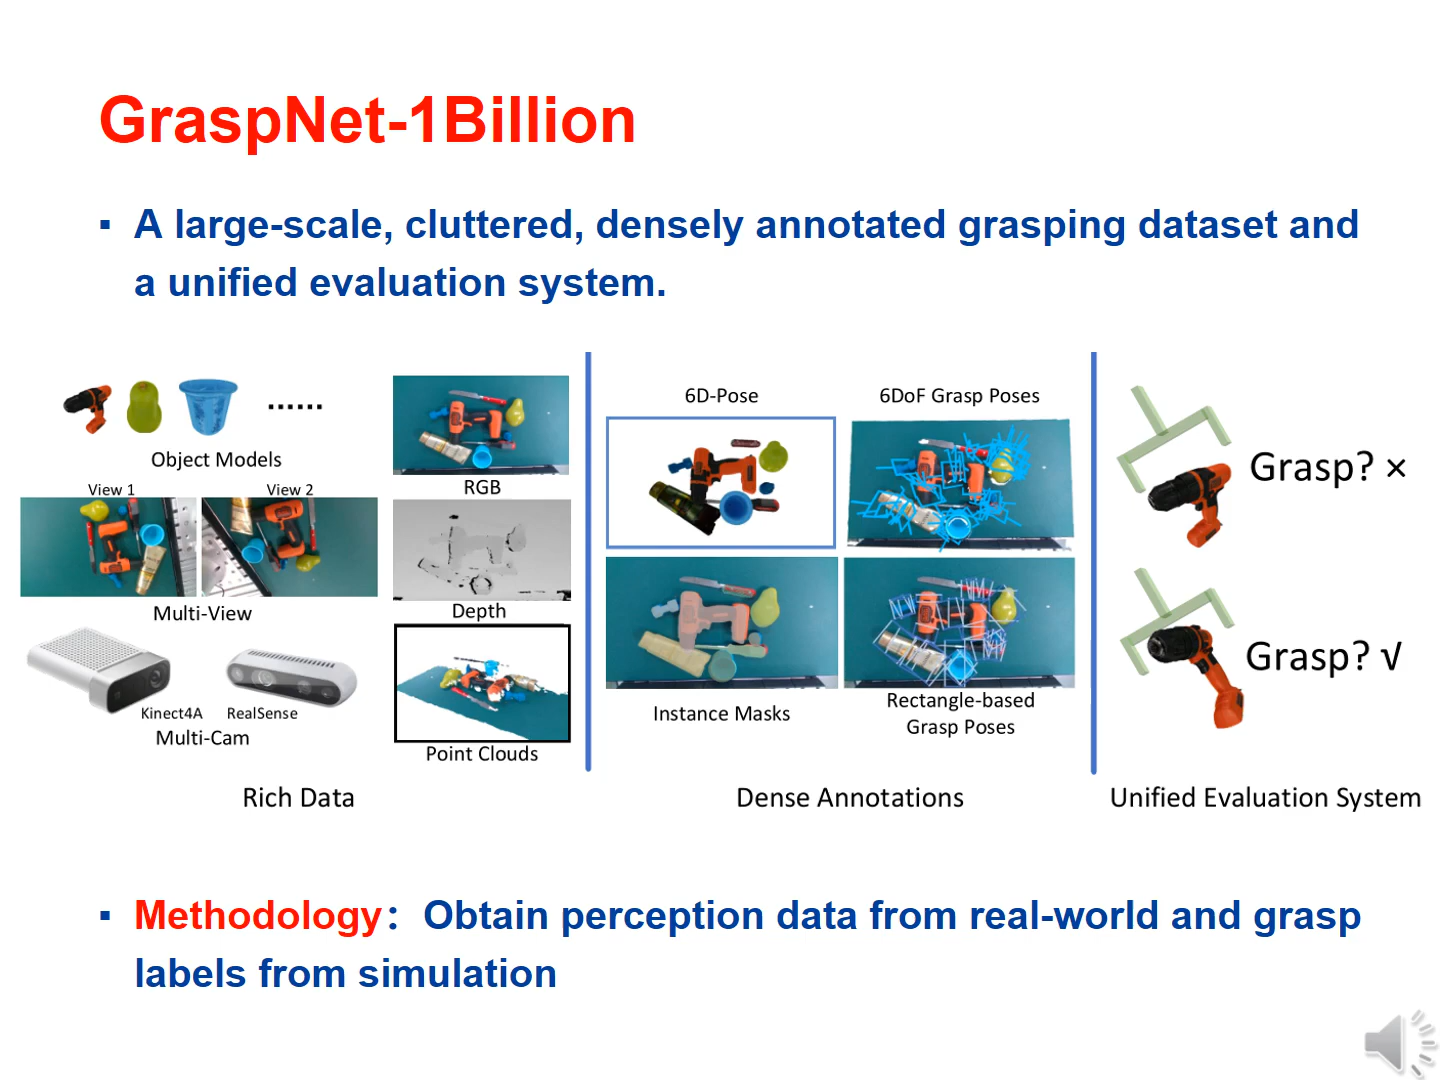 GraspNet-1Billion
▪ A large-scale, cluttered, densely annotated grasping dataset and
a unified evaluation system.
......
Object Models
View 1
View 2
Multi-View
Kinect4A
RealSense
Multi-Cam
RGB
Depth
Point Clouds
Rich Data
6D-Pose
6DoF Grasp Poses
Instance Masks
Rectangle-based
Grasp Poses
Dense Annotations
Grasp? ×
Grasp? √
Unified Evaluation System
▪ Methodology： Obtain perception data from real-world and grasp
labels from simulation